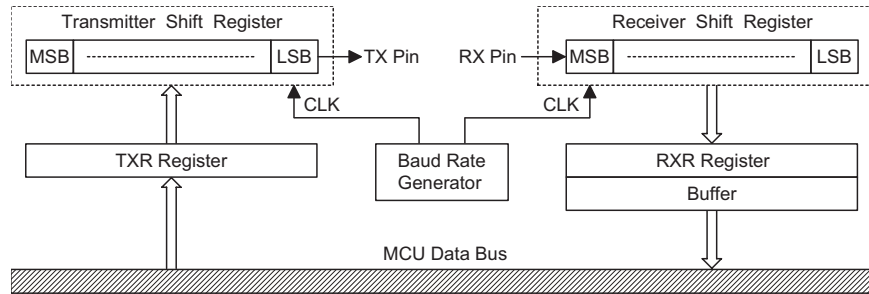 Transmitter Shift Register
Receiver Shift Register
MSB
LSB
TX Pin
RX Pin
MSB
LSB
CLK
CLK
TXR Register
Baud Rate
Generator
RXR Register
Buffer
MCU Data Bus